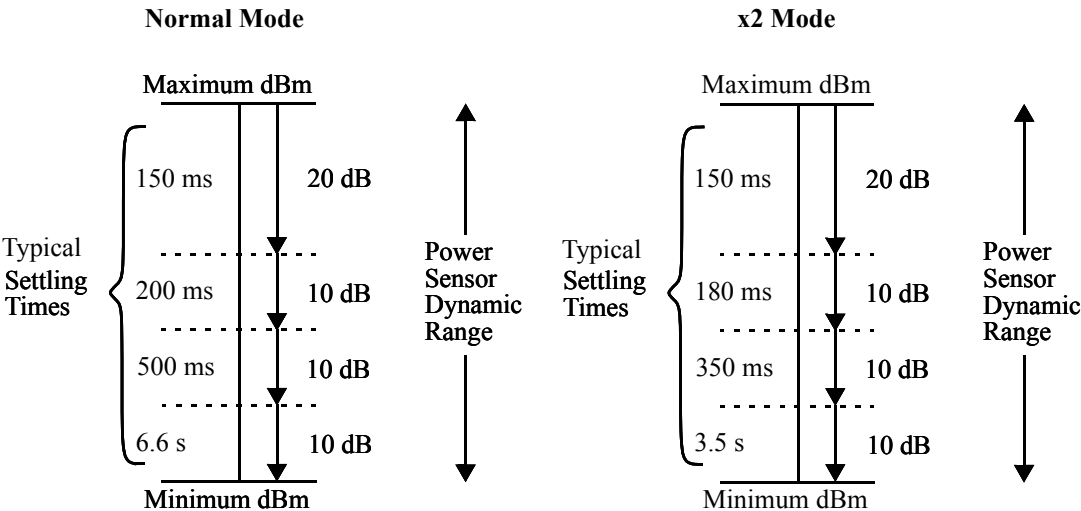 Normal Mode
Maximum dBm
150 ms
20 dB
Typical
Settling
Times
200 ms
10 dB
500 ms
10 dB
6.6 s
10 dB
Minimum dBm
Power
Sensor
Dynamic
Range
x2 Mode
Maximum dBm
150 ms
20 dB
Typical
Settling
Times
180 ms
10 dB
350 ms
10 dB
3.5 s
10 dB
Minimum dBm
Power
Sensor
Dynamic
Range